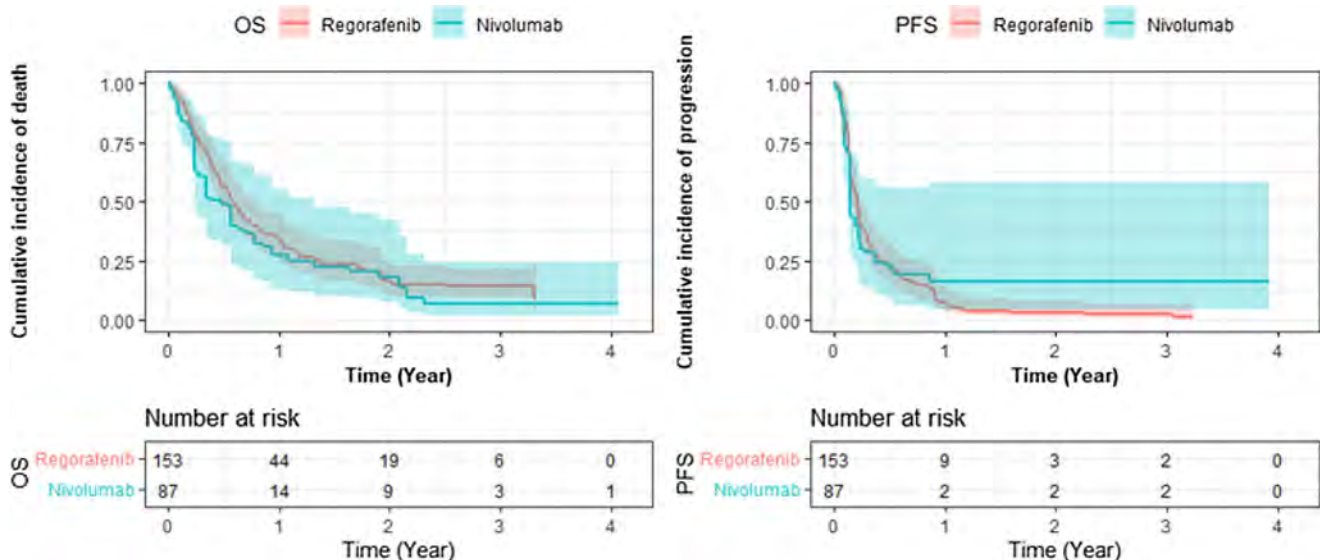 OS Regorafenib Nivolumab
Cumulative incidence of death
1.00
0.75
0.50
0.25
0.00
0 1 2 3 4
Time (Year)
Number at risk
OS
Regorafenib 153 44 19 6 0
Nivolumab 87 14 9 3 1
0 1 2 3 4
Time (Year)
PFS Regorafenib Nivolumab
Cumulative incidence of progression
1.00
0.75
0.50
0.25
0.00
0 1 2 3 4
Time (Year)
Number at risk
PFS
Regorafenib 153 9 3 2 0
Nivolumab 87 2 2 2 0
0 1 2 3 4
Time (Year)